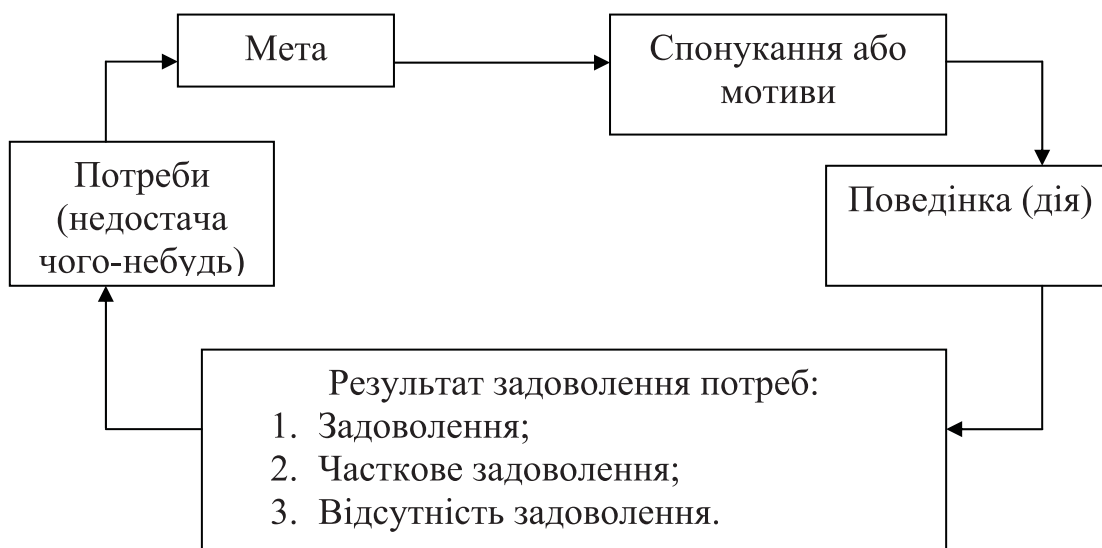 Мета
Спонукання або
мотиви
Потреби
(недостача
чого-небудь)
Поведінка (дія)
Результат задоволення потреб:
1. Задоволення;
2. Часткове задоволення;
3. Відсутність задоволення.